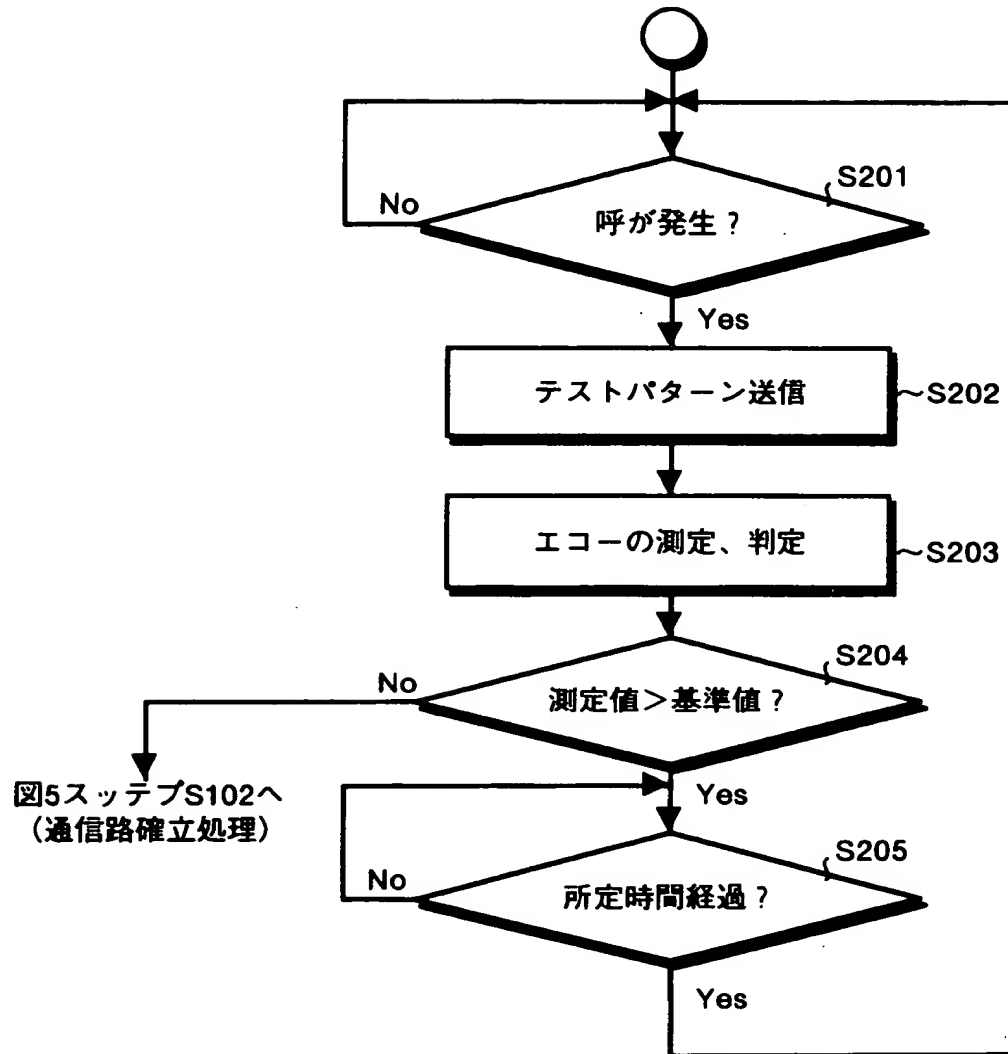 S201
No
呼が発生？
Yes
テストパターン送信
S202
エコーの測定、判定
S203
S204
No
測定値＞基準値？
図5スッテプS102へ
（通信路確立処理）
Yes
S205
No
所定時間経過？
Yes